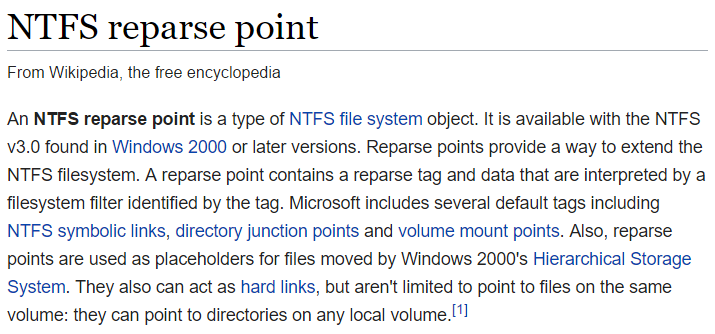 NTFS reparse point
From Wikipedia, the free encyclopedia
An NTFS reparse point is a type of NTFS file system object. It is available with the NTFS
v3.0 found in Windows 2000 or later versions. Reparse points provide a way to extend the
NTFS filesystem. A reparse point contains a reparse tag and data that are interpreted by a
filesystem filter identified by the tag. Microsoft includes several default tags including
NTFS symbolic links, directory junction points and volume mount points. Also, reparse
points are used as placeholders for files moved by Windows 2000's Hierarchical Storage
System. They also can act as hard links, but aren't limited to point to files on the same
volume: they can point to directories on any local volume.[1]